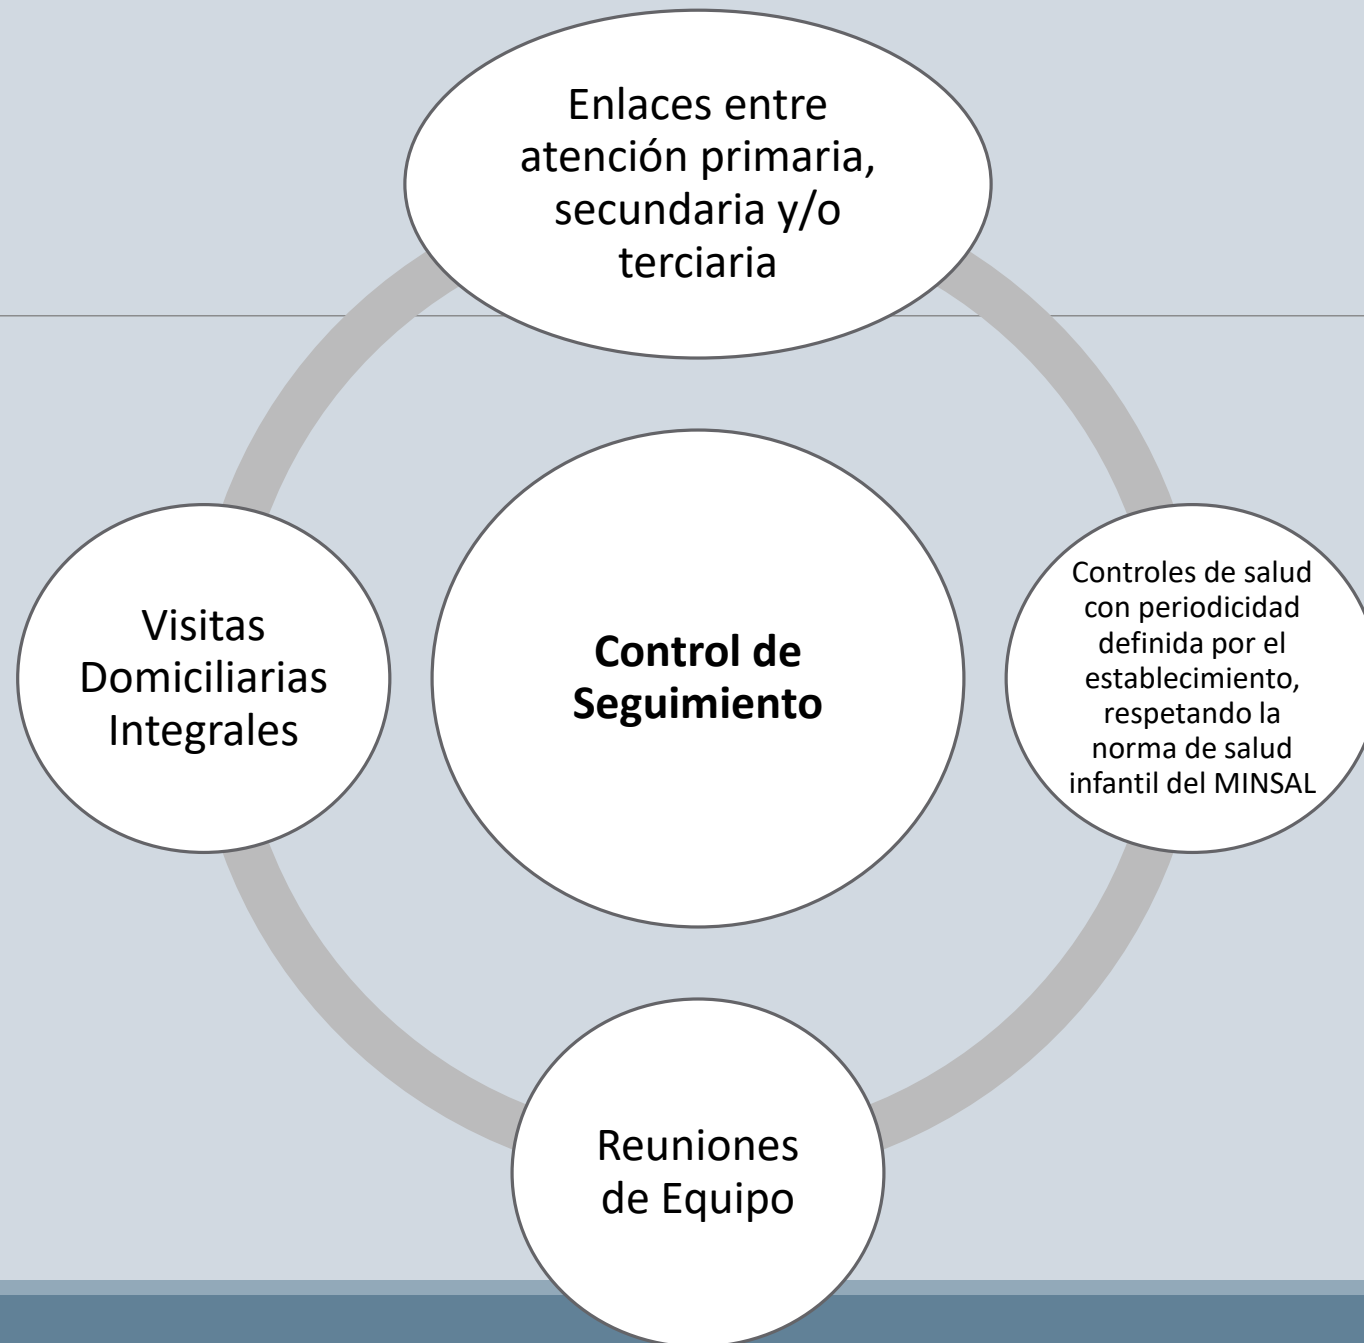 Enlaces entre
atención primaria,
secundaria y/o
terciaria
Controles de salud
con periodicidad
definida por el
establecimiento,
respetando la
norma de salud
infantil del MINSAL
Reuniones
de Equipo
Visitas
Domiciliarias
Integrales
Control de
Seguimiento